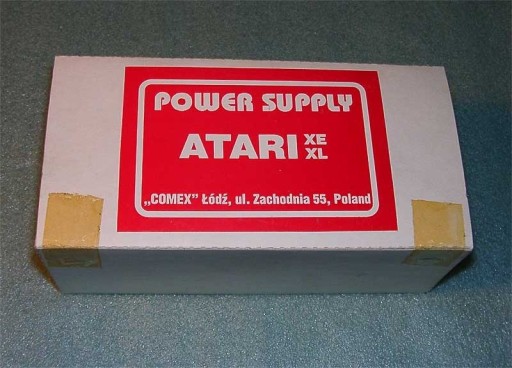 POWER SUPPLY
ATARI XE
XL
„COMEX” Łódź, ul. Zachodnia 55, Poland